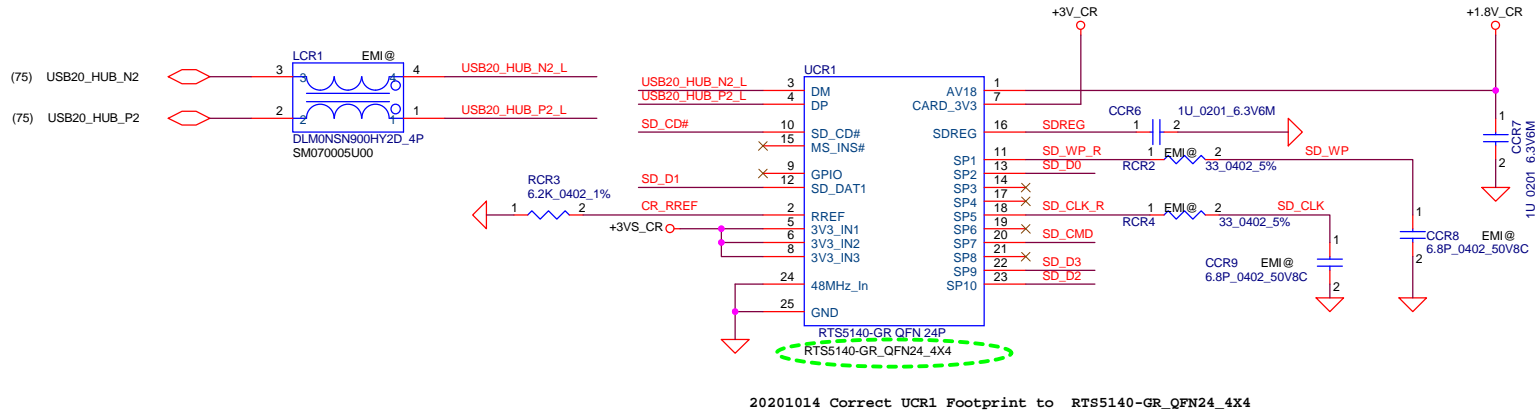 +3V_CR
+1.8V_CR
LCR1 EMI@
(75) USB20_HUB_N2 3 3 4 4 USB20_HUB_N2_L
(75) USB20_HUB_P2 2 2 1 1 USB20_HUB_P2_L
DLM0NSN900HY2D_4P
SM070005U00
UCR1
USB20_HUB_N2_L 3 DM
USB20_HUB_P2_L 4 DP
SD_CD# 10 SD_CD#
15 MS_INS#
9 GPIO
SD_D1 12 SD_DAT1
CR_RREF 2 RREF
+3VS_CR 5 3V3_IN1
6 3V3_IN2
8 3V3_IN3
24 48MHz_In
25 GND
AV18 1
CARD_3V3 7
SDREG 16 SDREG
SP1 11 SD_WP_R
SP2 13 SD_D0
SP3 14
SP4 17
SP5 18 SD_CLK_R
SP6 19
SP7 20 SD_CMD
SP8 21
SP9 22 SD_D3
SP10 23 SD_D2
RTS5140-GR QFN 24P
RTS5140-GR_QFN24_4X4
RCR3
6.2K_0402_1%
1 2
CCR6 1U_0201_6.3V6M
1 2
1 EMI@ 2 SD_WP
RCR2 33_0402_5%
1 EMI@ 2 SD_CLK
RCR4 33_0402_5%
1
CCR9 EMI@
6.8P_0402_50V8C
2
1
CCR8 EMI@
6.8P_0402_50V8C
2
1
CCR7
1U_0201_6.3V6M
2
20201014 Correct UCR1 Footprint to RTS5140-GR_QFN24_4X4